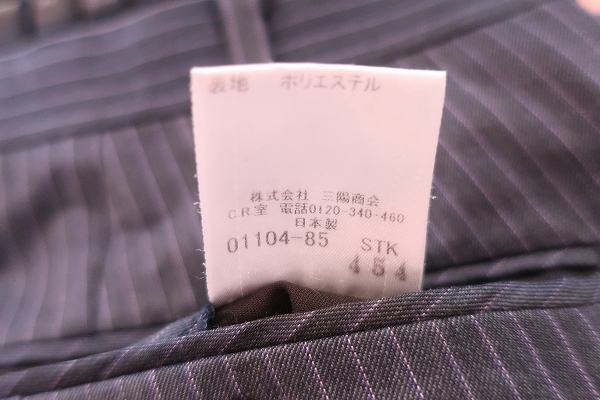 表地　ポリエステル
株式会社 三陽商会
C.R室 電話0120-340-460
日本製
01104-85 STK
454